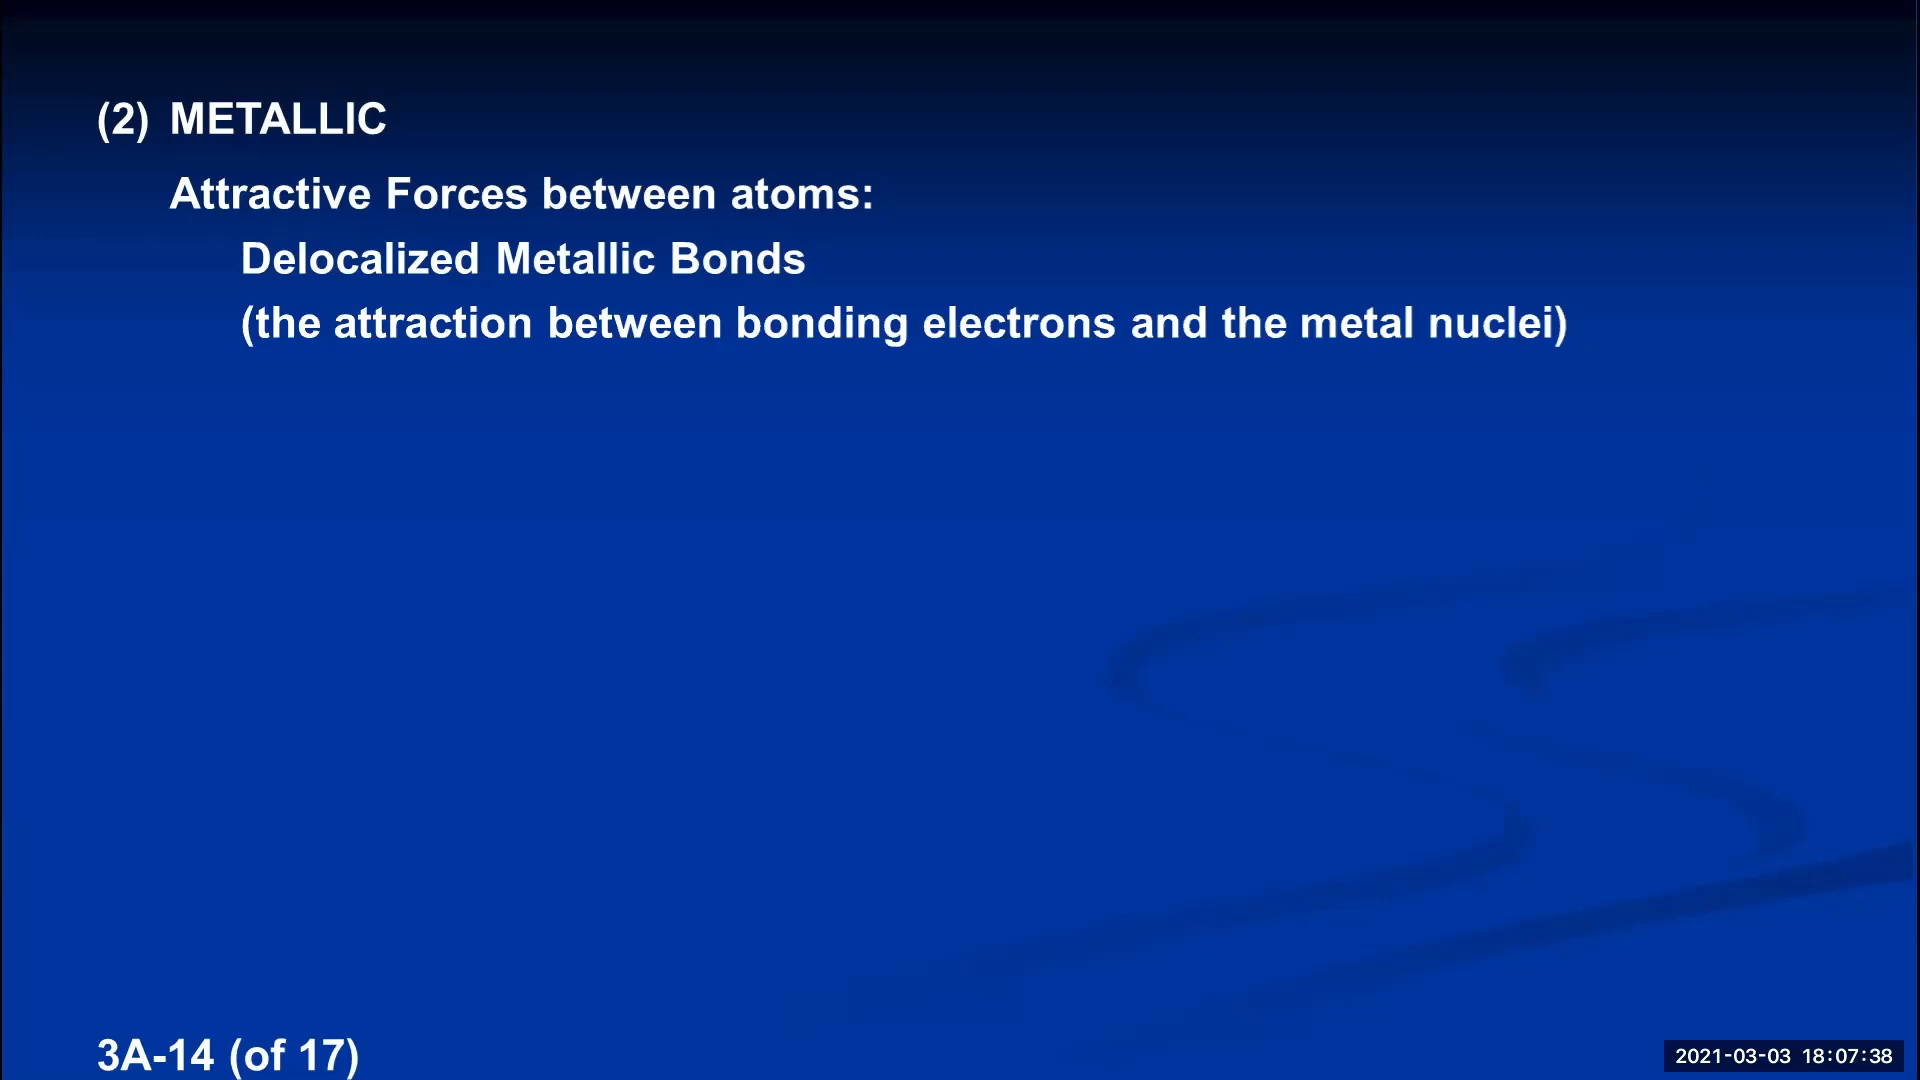 (2) METALLIC
Attractive Forces between atoms:
Delocalized Metallic Bonds
(the attraction between bonding electrons and the metal nuclei)
3A-14 (of 17)
2021-03-03 18:07:38